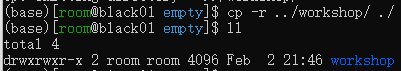 (base)[room@black01 empty]$ cp -r ../workshop/ ./
(base)[room@black01 empty]$ ll
total 4
drwxrwxr-x 2 room room 4096 Feb  2 21:46 workshop